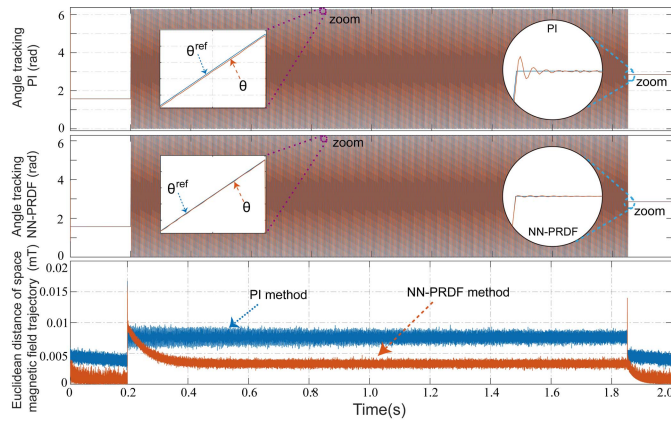 Angle tracking
PI (rad)
6
4
2
0
θref
θ
zoom
PI
zoom
Angle tracking
NN-PRDF (rad)
6
4
2
0
θref
θ
zoom
NN-PRDF
zoom
Euclidean distance of space
magnetic field trajectory (mT)
0.02
0.015
0.01
0.005
0
PI method
NN-PRDF method
0 0.2 0.4 0.6 0.8 1.0 1.2 1.4 1.6 1.8 2.0
Time(s)